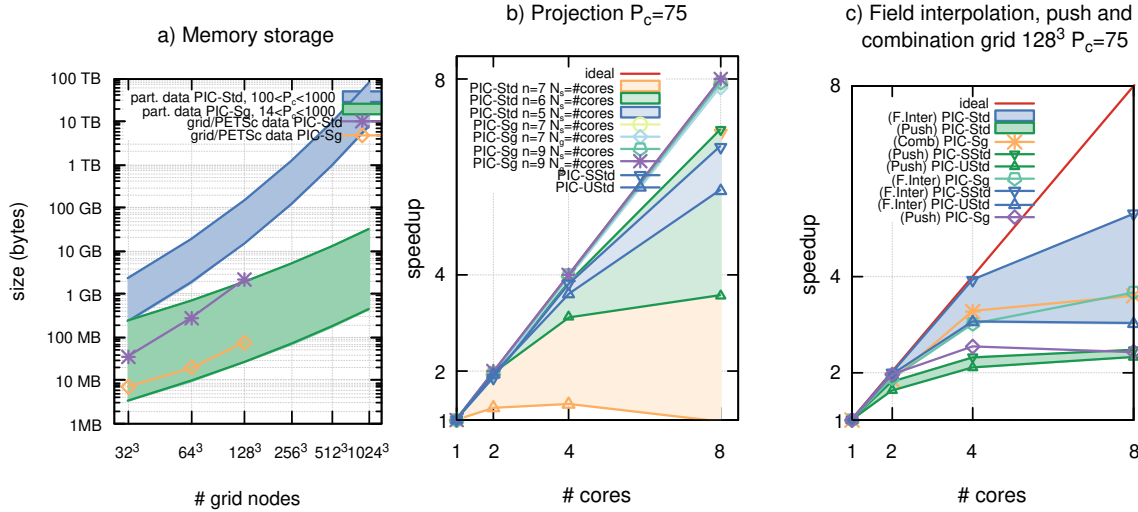 a) Memory storage
100 TB
10 TB
1 TB
100 GB
10 GB
1 GB
100 MB
10 MB
1MB
size (bytes)
part. data PIC-Std, 100<P_c<1000
part. data PIC-Sg, 14<P_c<1000
grid/PETSc data PIC-Std
grid/PETSc data PIC-Sg
32³ 64³ 128³ 256³ 512³ 1024³
# grid nodes
b) Projection P_c=75
8
4
2
1
speedup
ideal
PIC-Std n=7 N_s=#cores
PIC-Std n=6 N_s=#cores
PIC-Std n=5 N_s=#cores
PIC-Sg n=7 N_s=#cores
PIC-Sg n=7 N_g=#cores
PIC-Sg n=9 N_s=#cores
PIC-Sg n=9 N_g=#cores
PIC-SStd
PIC-UStd
1 2 4 8
# cores
c) Field interpolation, push and
combination grid 128³ P_c=75
8
4
2
1
speedup
ideal
(F.Inter) PIC-Std
(Push) PIC-Std
(Comb) PIC-Sg
(Push) PIC-SStd
(Push) PIC-UStd
(F.Inter) PIC-Sg
(F.Inter) PIC-SStd
(F.Inter) PIC-UStd
(Push) PIC-Sg
1 2 4 8
# cores